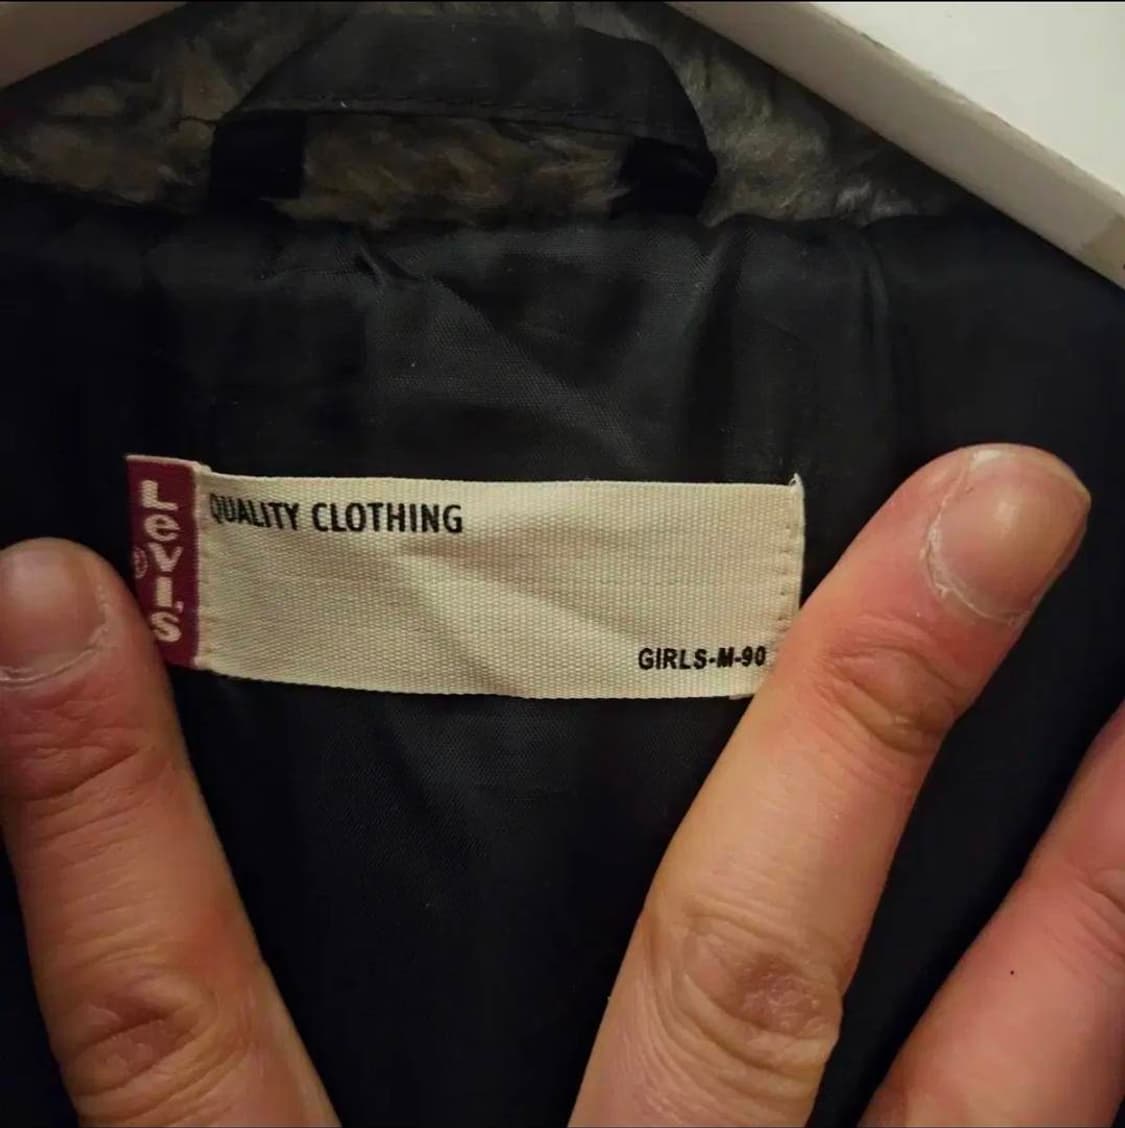 LeVI'S
®
QUALITY CLOTHING
GIRLS-M-90